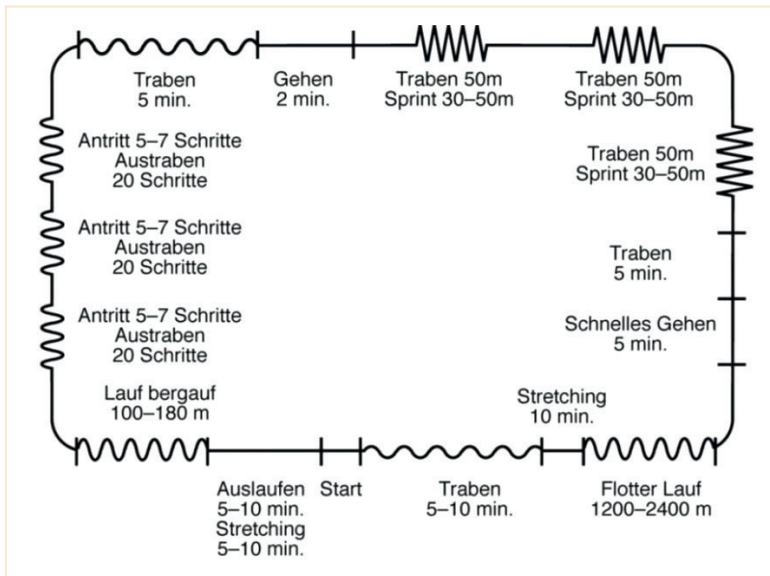 Traben
5 min.
Gehen
2 min.
Traben 50m
Sprint 30–50m
Traben 50m
Sprint 30–50m
Antritt 5–7 Schritte
Austraben
20 Schritte
Traben 50m
Sprint 30–50m
Antritt 5–7 Schritte
Austraben
20 Schritte
Traben
5 min.
Antritt 5–7 Schritte
Austraben
20 Schritte
Schnelles Gehen
5 min.
Lauf bergauf
100–180 m
Stretching
10 min.
Auslaufen
5–10 min.
Stretching
5–10 min.
Start
Traben
5–10 min.
Flotter Lauf
1200–2400 m